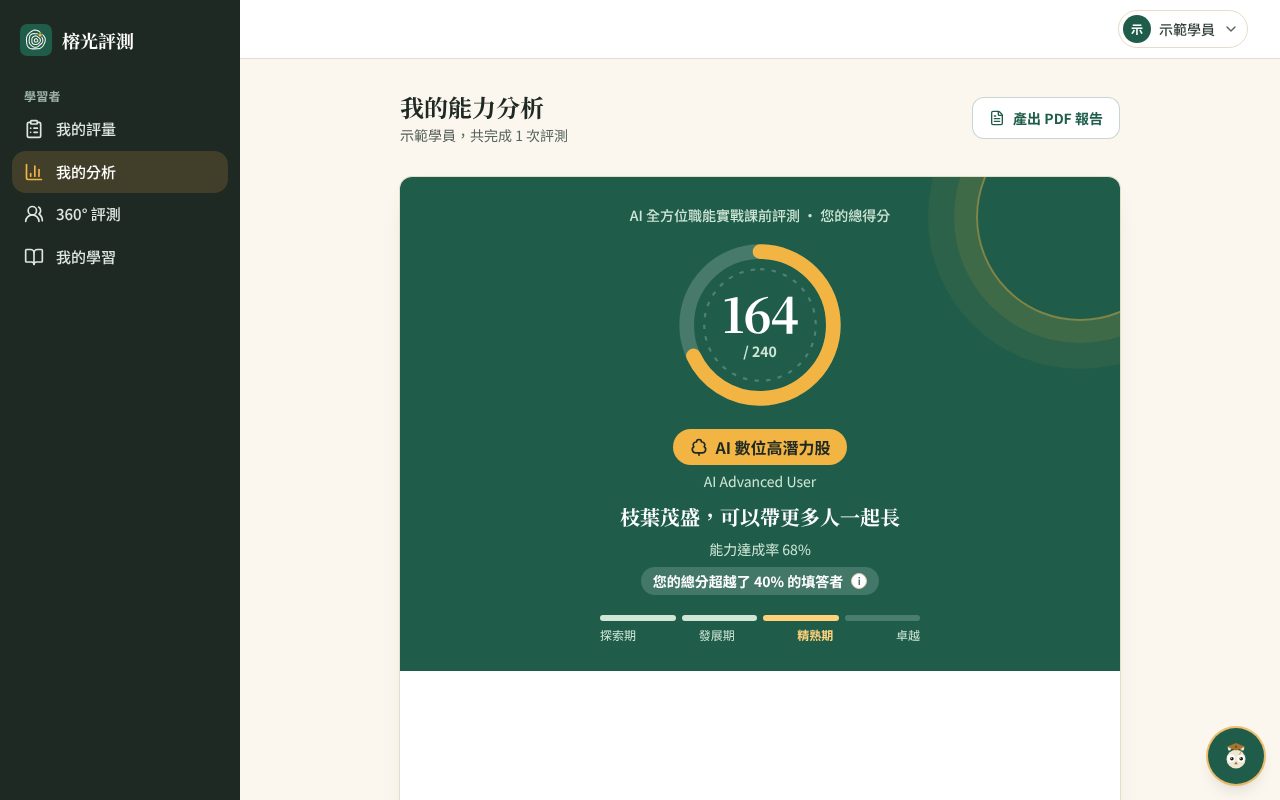 榕光評測
學習者
我的評量
我的分析
360° 評測
我的學習
示
示範學員
我的能力分析
示範學員，共完成 1 次評測
產出 PDF 報告
AI 全方位職能實戰課前評測 · 您的總得分
164
/ 240
AI 數位高潛力股
AI Advanced User
枝葉茂盛，可以帶更多人一起長
能力達成率 68%
您的總分超越了 40% 的填答者 i
探索期 發展期 精熟期 卓越